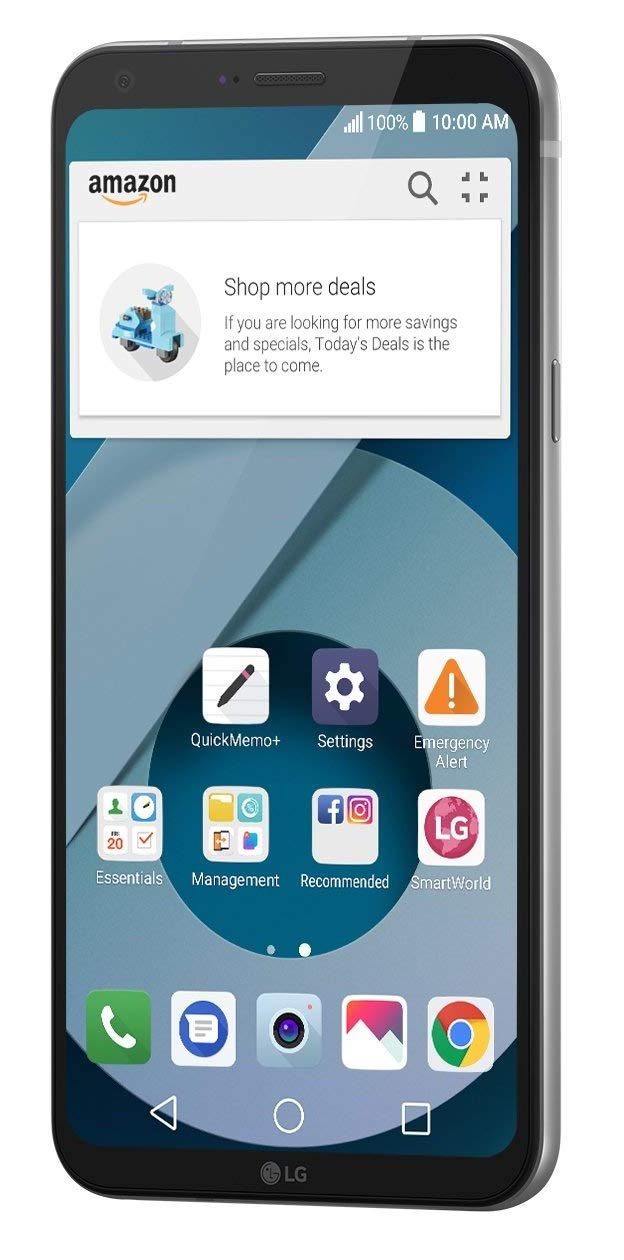 100% 10:00 AM
amazon
Shop more deals
If you are looking for more savings
and specials, Today's Deals is the
place to come.
QuickMemo+ Settings Emergency
Alert
FRI
20
LG
Essentials Management Recommended SmartWorld
LG